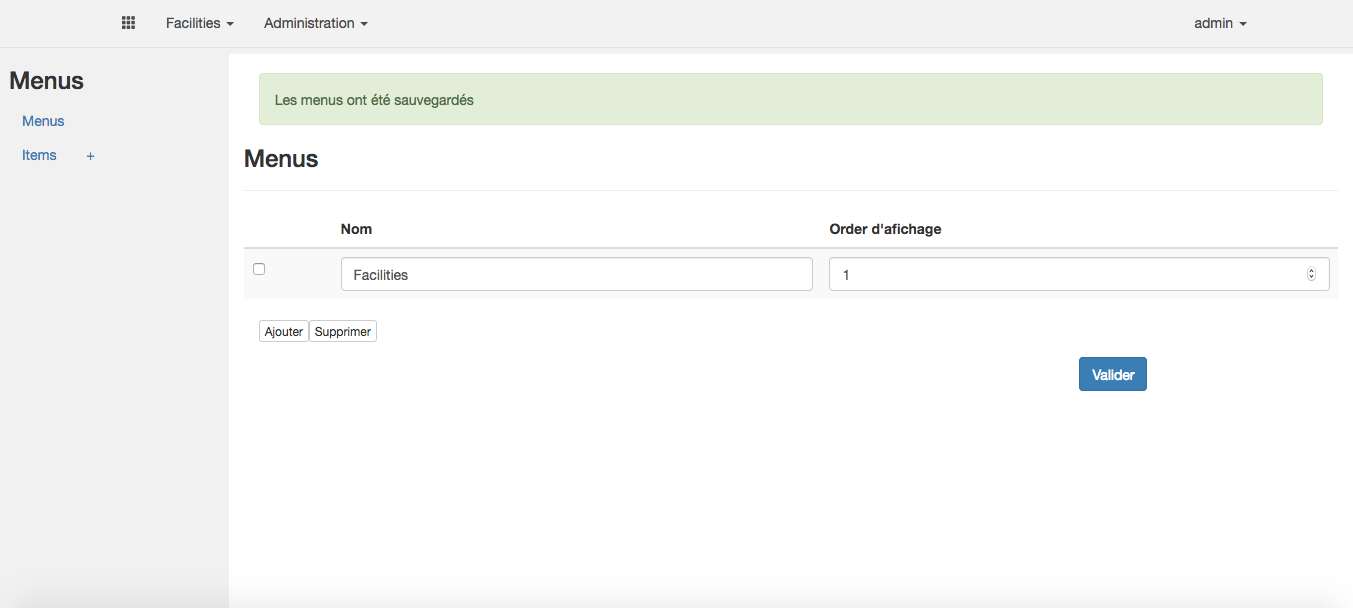 Facilities
Administration
admin
Menus
Menus
Items +
Les menus ont été sauvegardés
Menus
Nom Order d'afichage
Facilities 1
Ajouter Supprimer
Valider